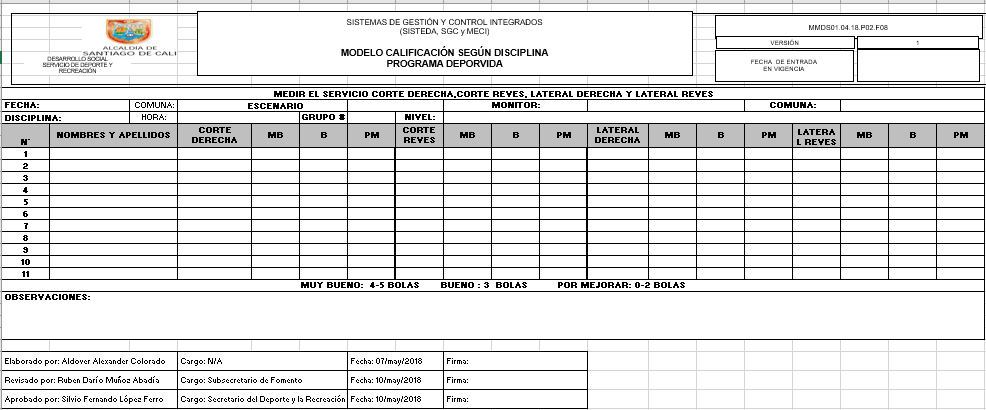 ALCALDÍA DE
SANTIAGO DE CALI
DESARROLLO SOCIAL
SERVICIO DE DEPORTE Y
RECREACIÓN
SISTEMAS DE GESTIÓN Y CONTROL INTEGRADOS
(SISTEDA, SGC y MECI)
MODELO CALIFICACIÓN SEGÚN DISCIPLINA
PROGRAMA DEPORVIDA
MMDS01.04.18.P02.F08
VERSIÓN 1
FECHA DE ENTRADA
EN VIGENCIA
MEDIR EL SERVICIO CORTE DERECHA,CORTE REVES, LATERAL DERECHA Y LATERAL REVES
FECHA: COMUNA: ESCENARIO MONITOR: COMUNA:
DISCIPLINA: HORA: GRUPO # NIVEL:
N° NOMBRES Y APELLIDOS CORTE DERECHA MB B PM CORTE REVES MB B PM LATERAL DERECHA MB B PM LATERAL REVES MB B PM
1
2
3
4
5
6
7
8
9
10
11
MUY BUENO: 4-5 BOLAS BUENO : 3 BOLAS POR MEJORAR: 0-2 BOLAS
OBSERVACIONES:
Elaborado por: Aldover Alexander Colorado Cargo: N/A Fecha: 07/may/2018 Firma:
Revisado por: Ruben Darío Muñoz Abadía Cargo: Subsecretario de Fomento Fecha: 10/may/2018 Firma:
Aprobado por: Silvio Fernando López Ferro Cargo: Secretario del Deporte y la Recreación Fecha: 10/may/2018 Firma: